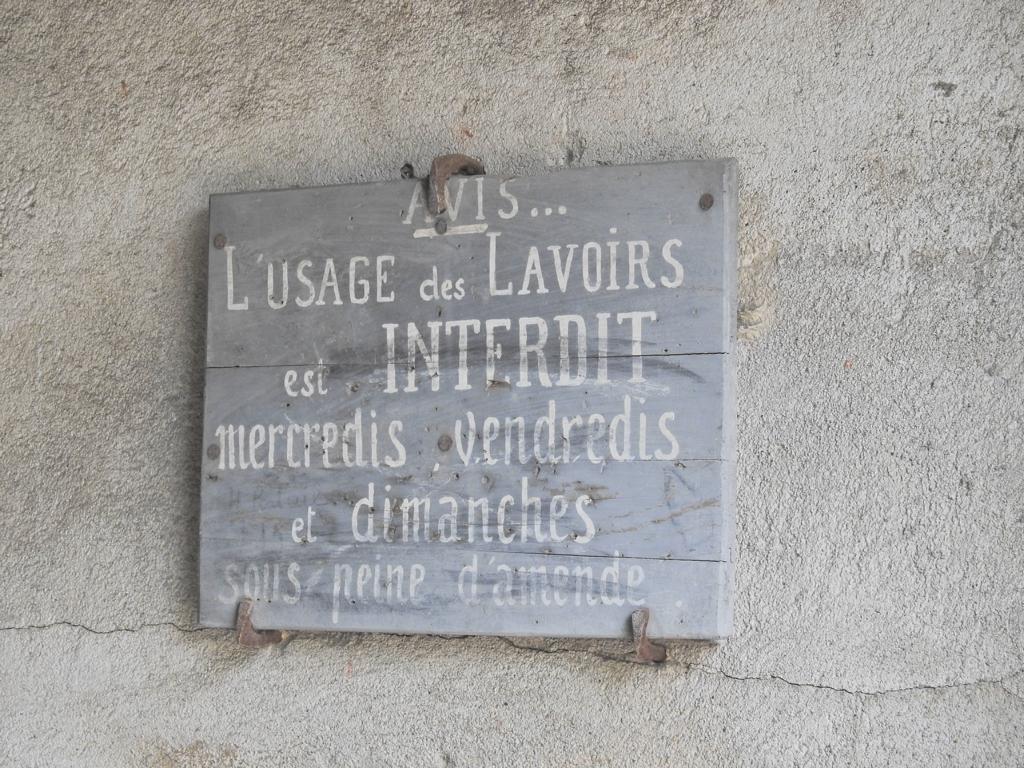 AVIS...
L'USAGE des LAVOIRS
est INTERDIT
mercredis, vendredis
et dimanches
sous peine d'amende.